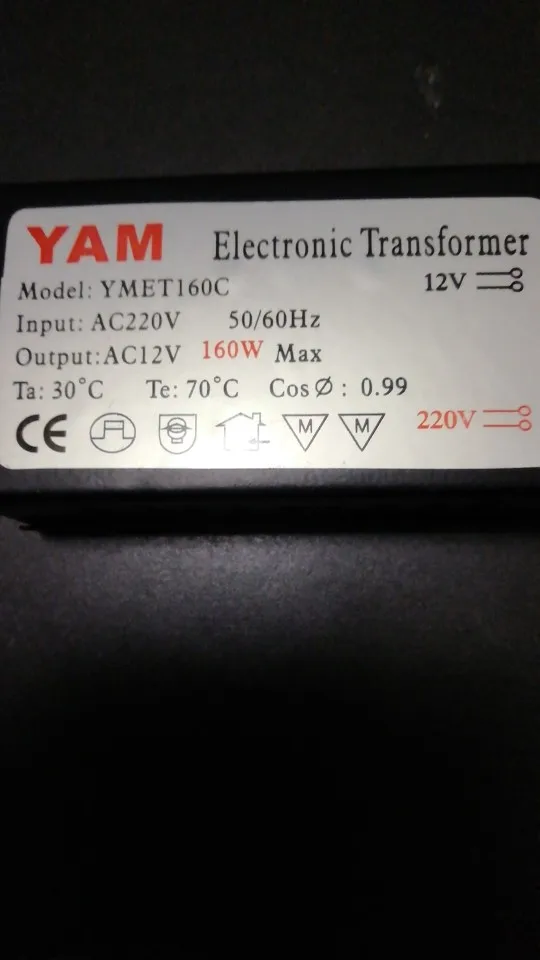 YAM Electronic Transformer
Model: YMET160C 12V
Input: AC220V 50/60Hz
Output:AC12V 160W Max
Ta: 30°C Te: 70°C CosØ: 0.99
CE M M 220V